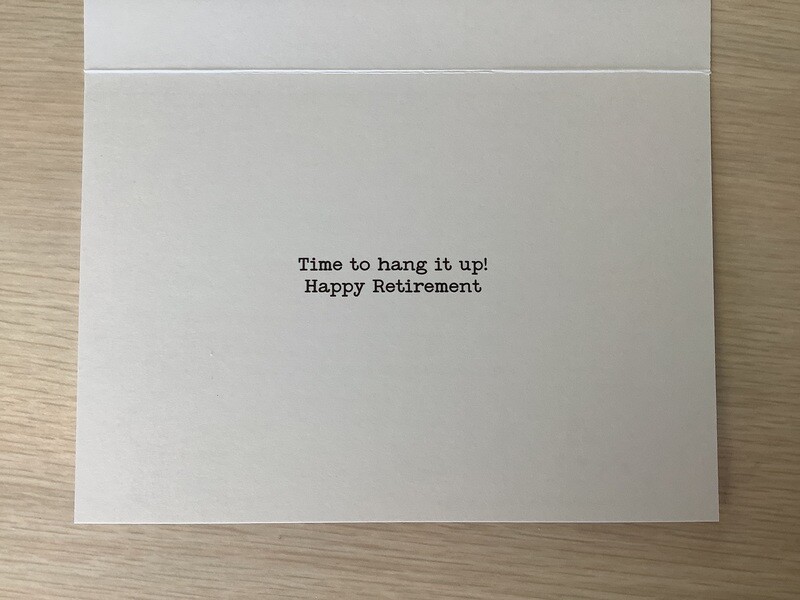 Time to hang it up!
Happy Retirement